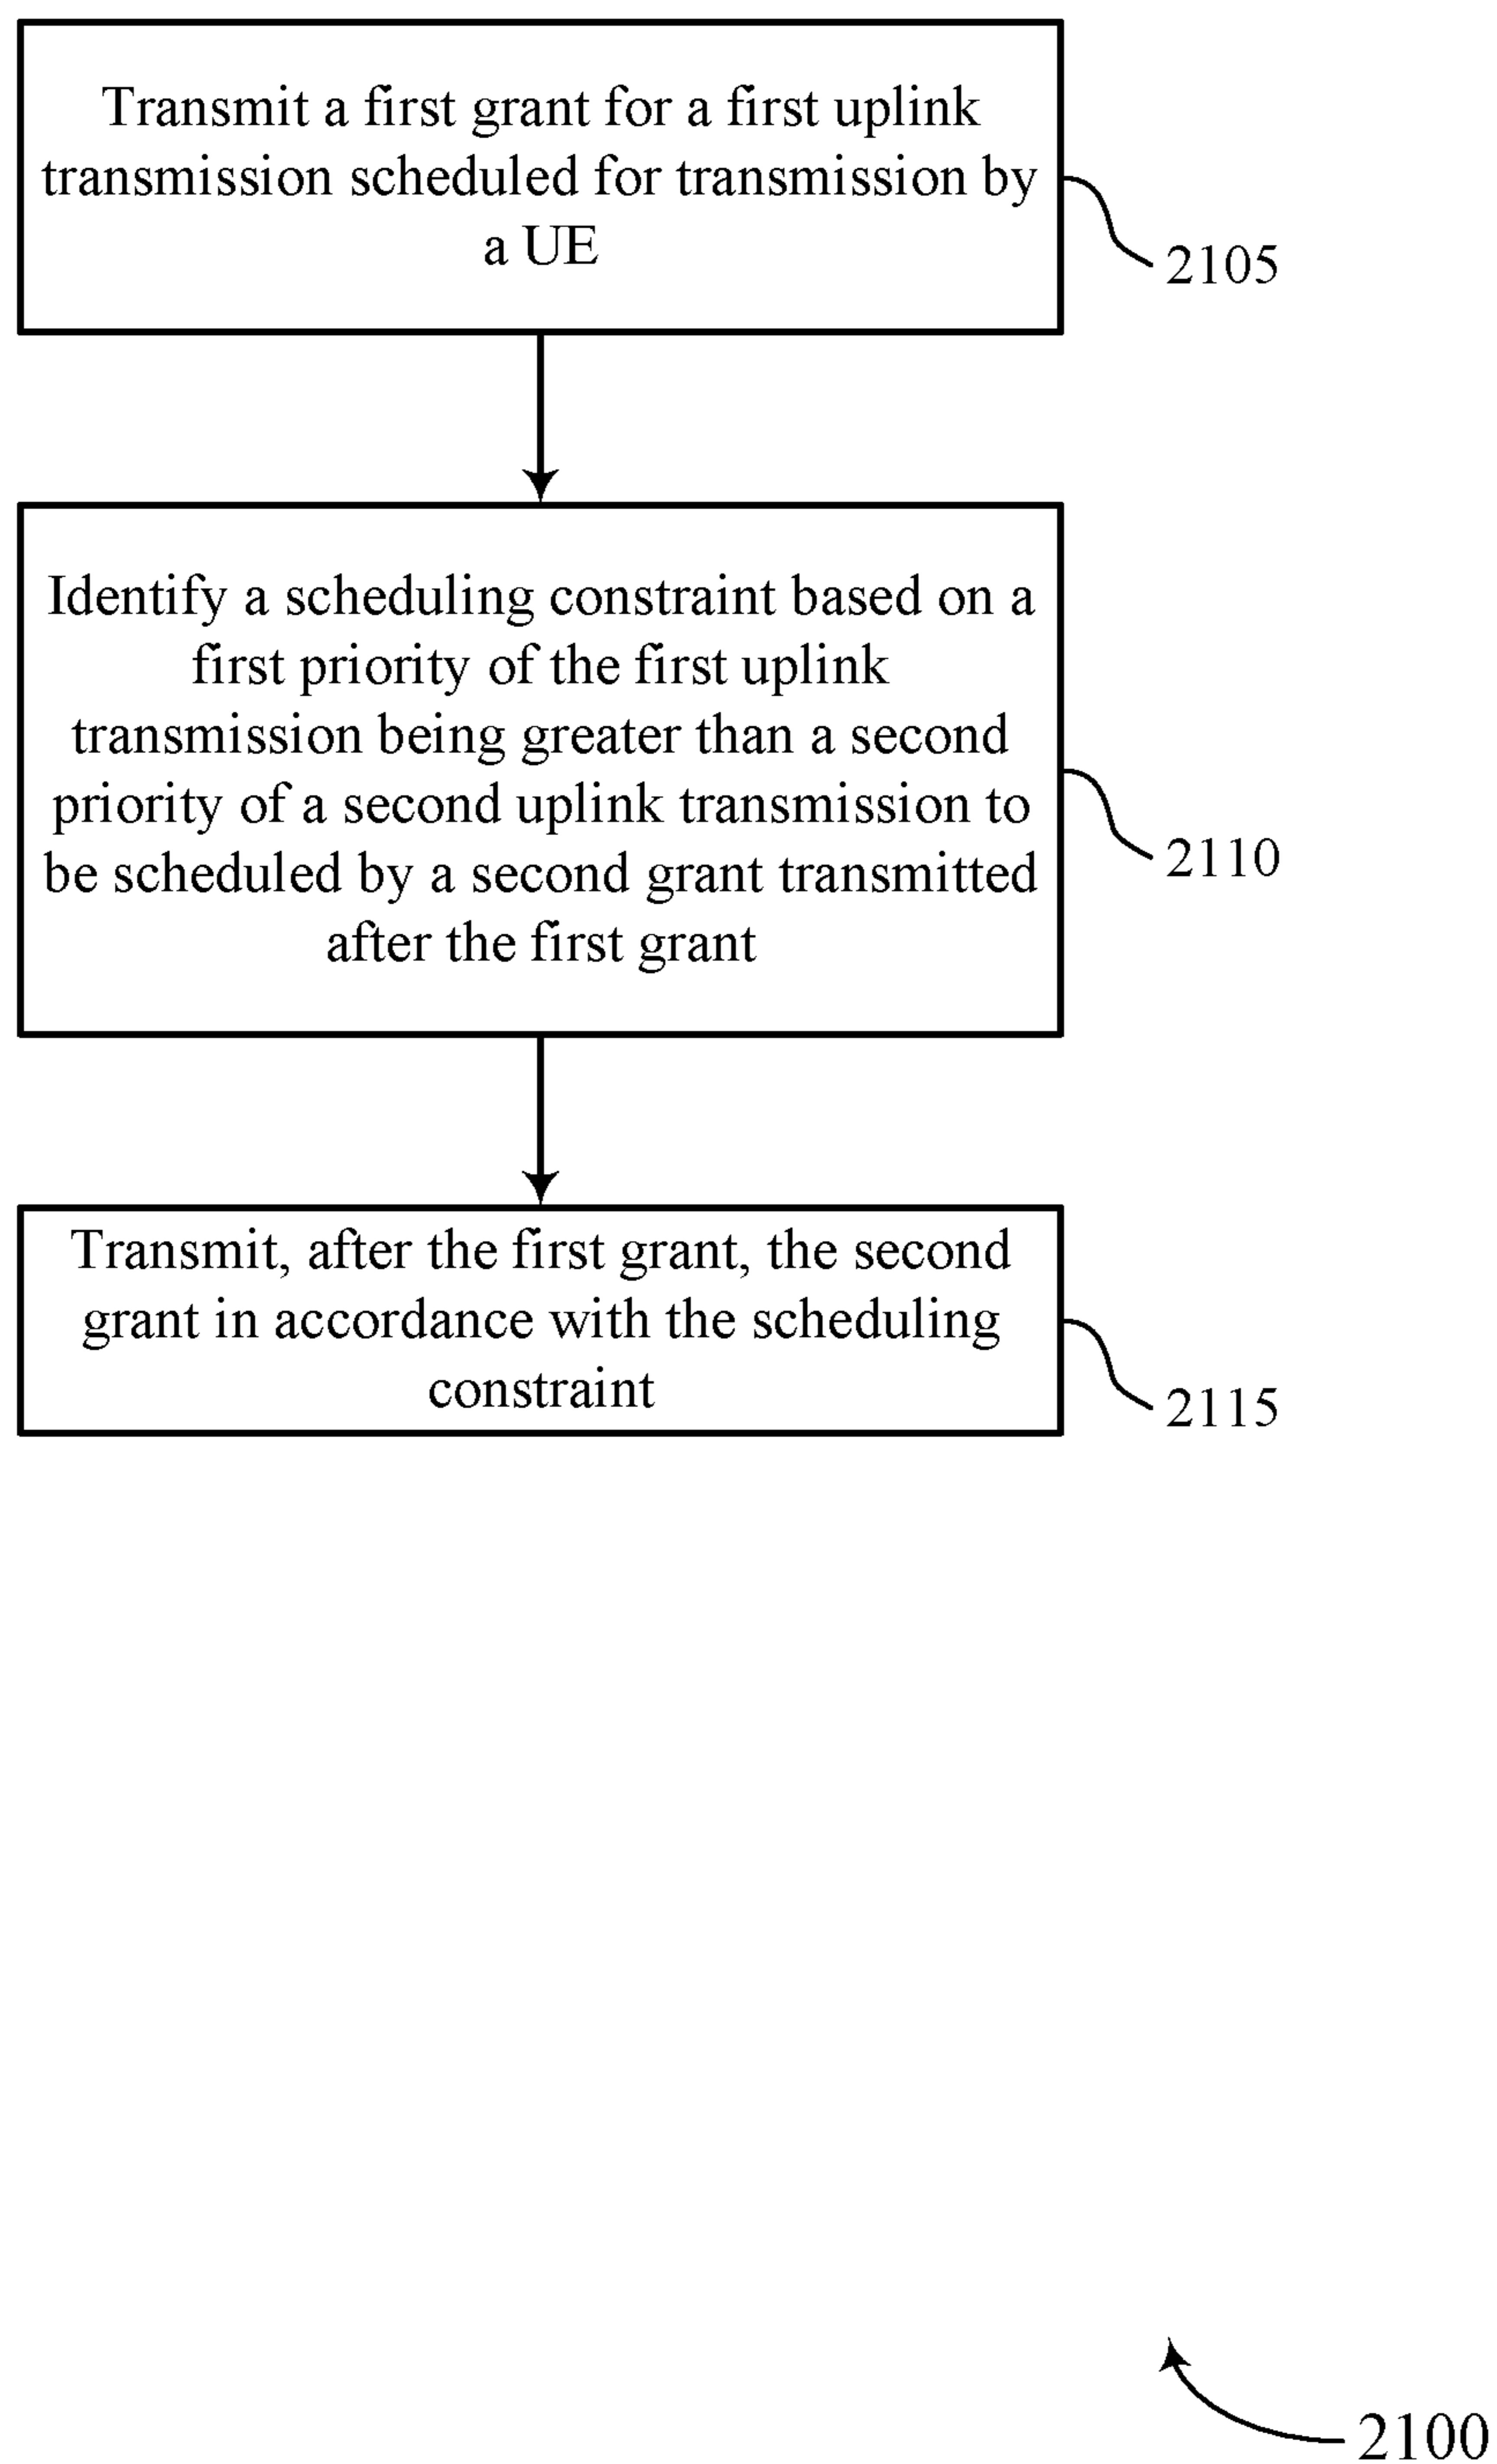 Transmit a first grant for a first uplink
transmission scheduled for transmission by
a UE
2105
Identify a scheduling constraint based on a
first priority of the first uplink
transmission being greater than a second
priority of a second uplink transmission to
be scheduled by a second grant transmitted
after the first grant
2110
Transmit, after the first grant, the second
grant in accordance with the scheduling
constraint
2115
2100